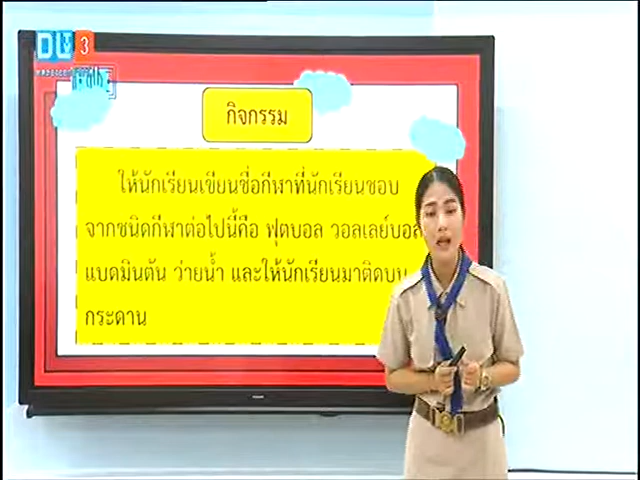 DLTV 3
กิจกรรม
ให้นักเรียนเขียนชื่อกีฬาที่นักเรียนชอบ
จากชนิดกีฬาต่อไปนี้คือ ฟุตบอล วอลเลย์บอล
แบดมินตัน ว่ายน้ำ และให้นักเรียนมาติดบน
กระดาน